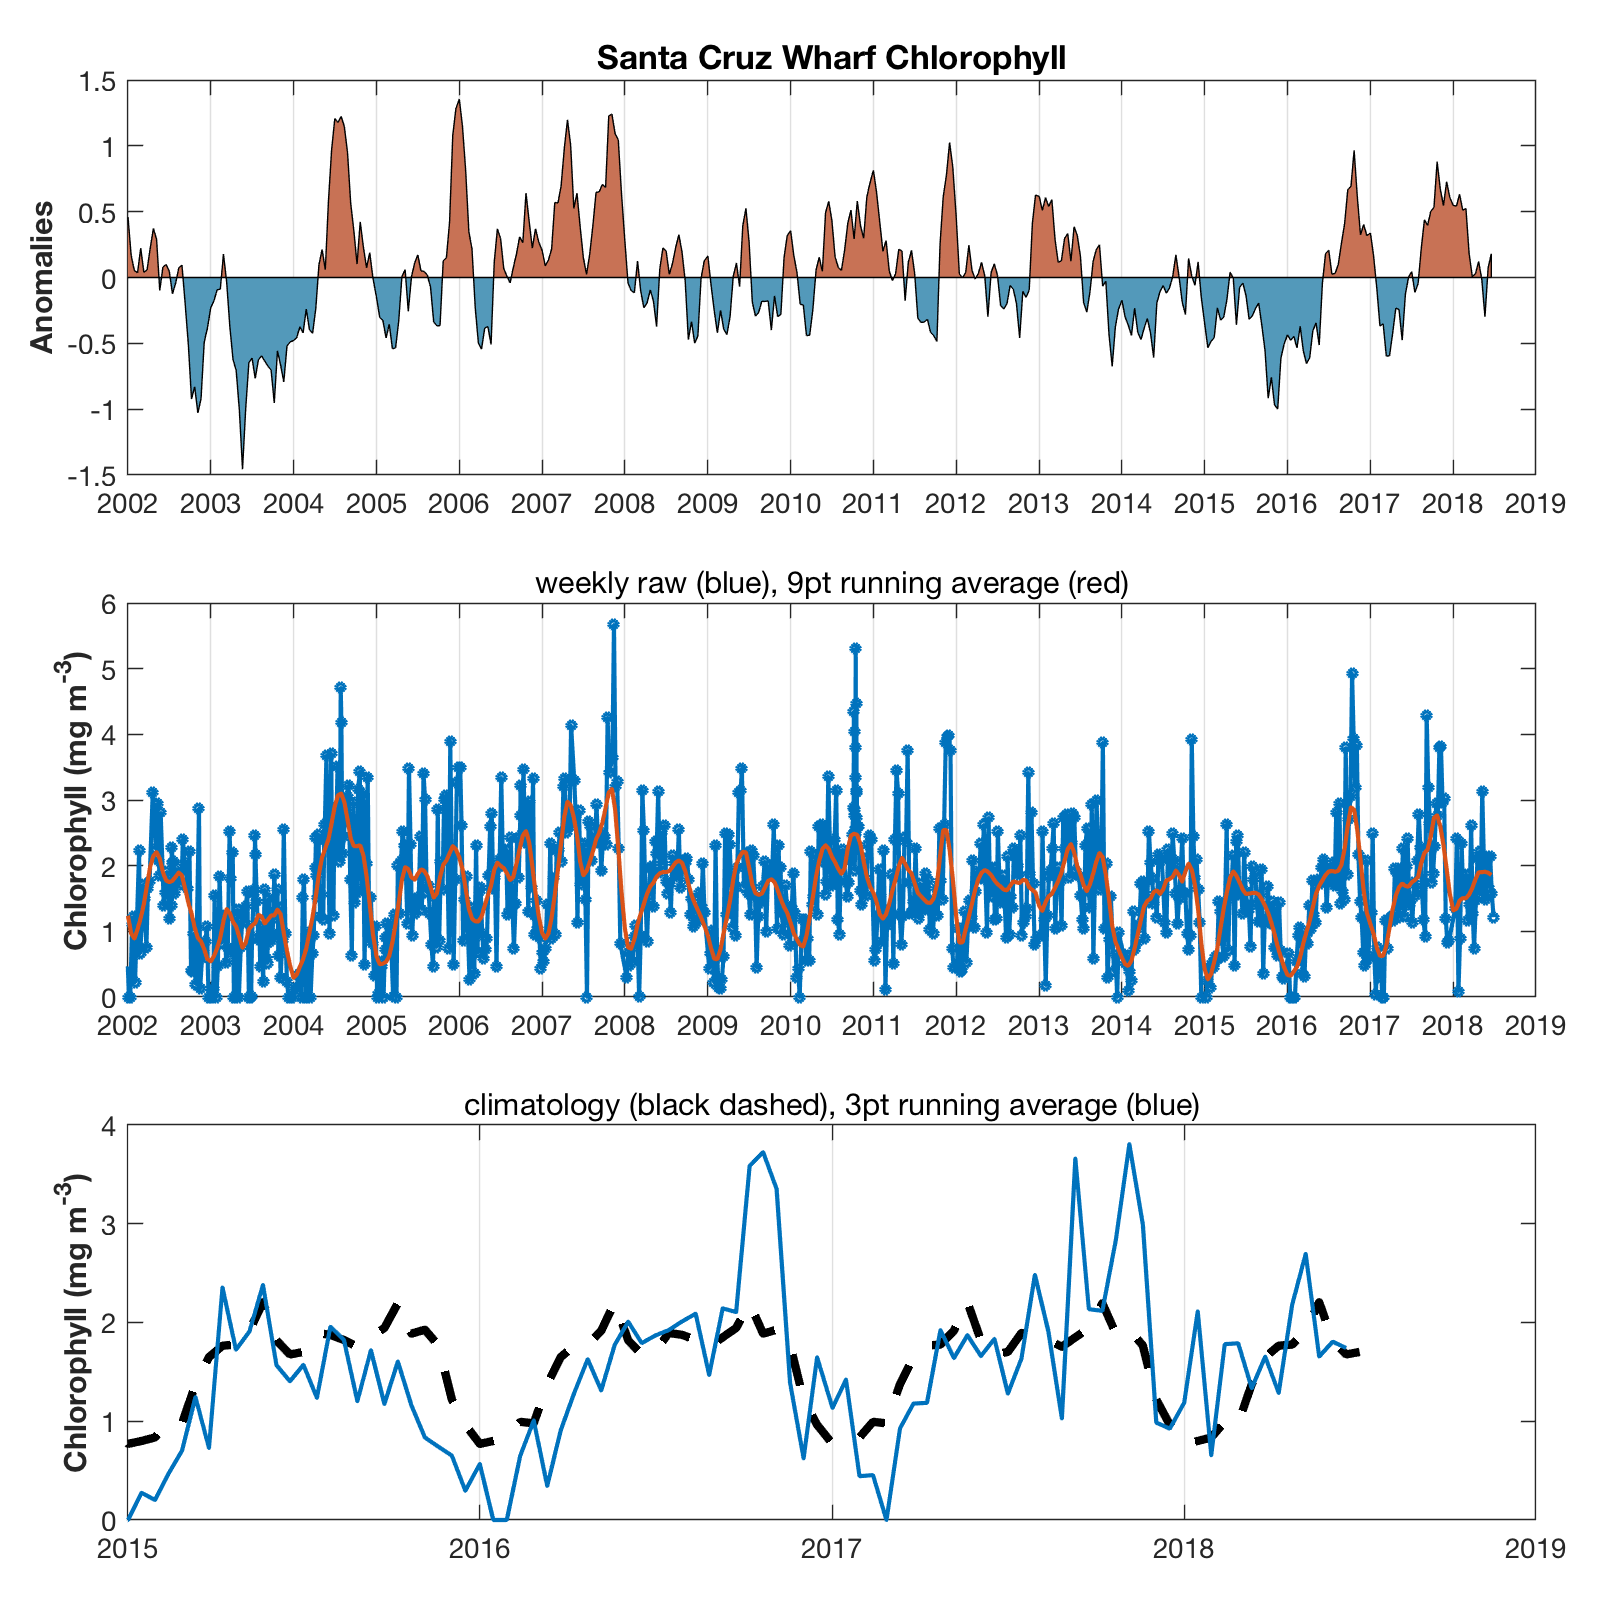 Santa Cruz Wharf Chlorophyll
Anomalies
1.5
1
0.5
0
-0.5
-1
-1.5
2002 2003 2004 2005 2006 2007 2008 2009 2010 2011 2012 2013 2014 2015 2016 2017 2018 2019
weekly raw (blue), 9pt running average (red)
Chlorophyll (mg m-3)
6
5
4
3
2
1
0
2002 2003 2004 2005 2006 2007 2008 2009 2010 2011 2012 2013 2014 2015 2016 2017 2018 2019
climatology (black dashed), 3pt running average (blue)
Chlorophyll (mg m-3)
4
3
2
1
0
2015 2016 2017 2018 2019